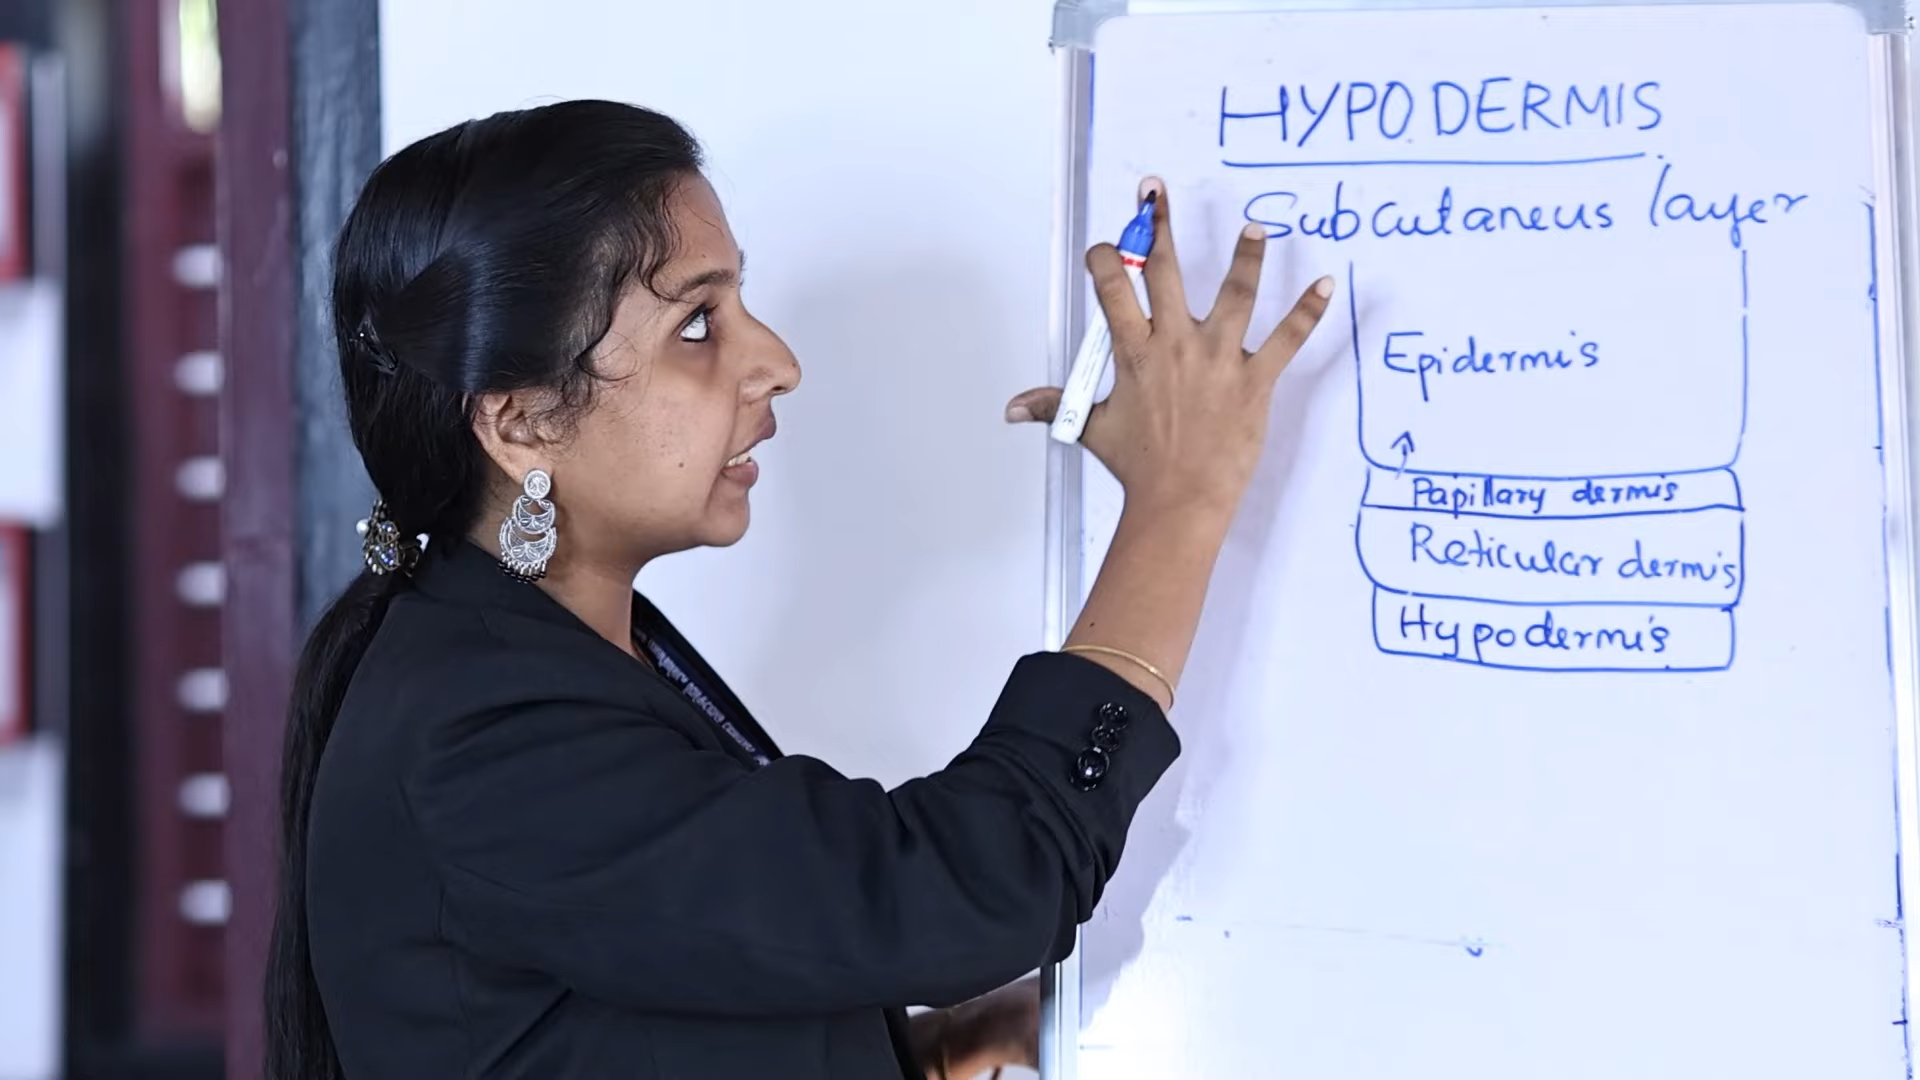 HYPODERMIS
Subcutaneus layer
Epidermis
Papillary dermis
Reticular dermis
Hypodermis